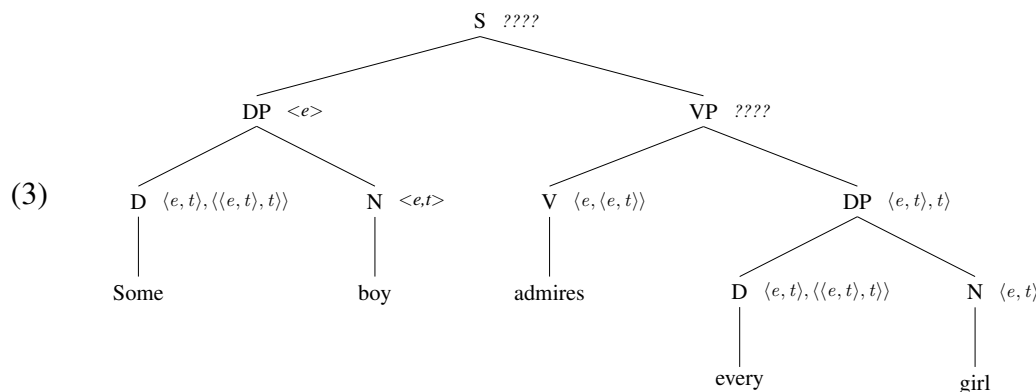 S ????
DP <e> VP ????
(3) D ⟨e, t⟩, ⟨⟨e, t⟩, t⟩⟩ N <e,t> V ⟨e, ⟨e, t⟩⟩ DP ⟨e, t⟩, t⟩
Some boy admires D ⟨e, t⟩, ⟨⟨e, t⟩, t⟩⟩ N ⟨e, t⟩
every girl